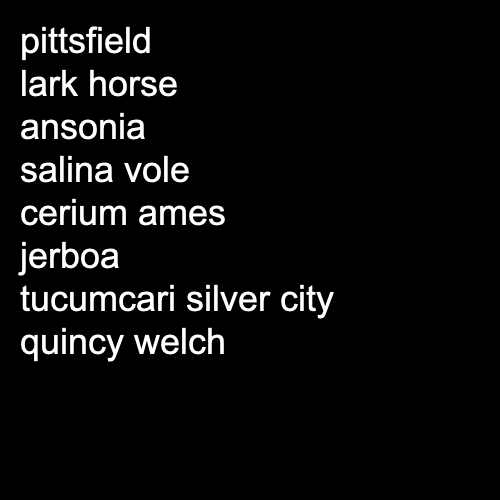 pittsfield
lark horse
ansonia
salina vole
cerium ames
jerboa
tucumcari silver city
quincy welch